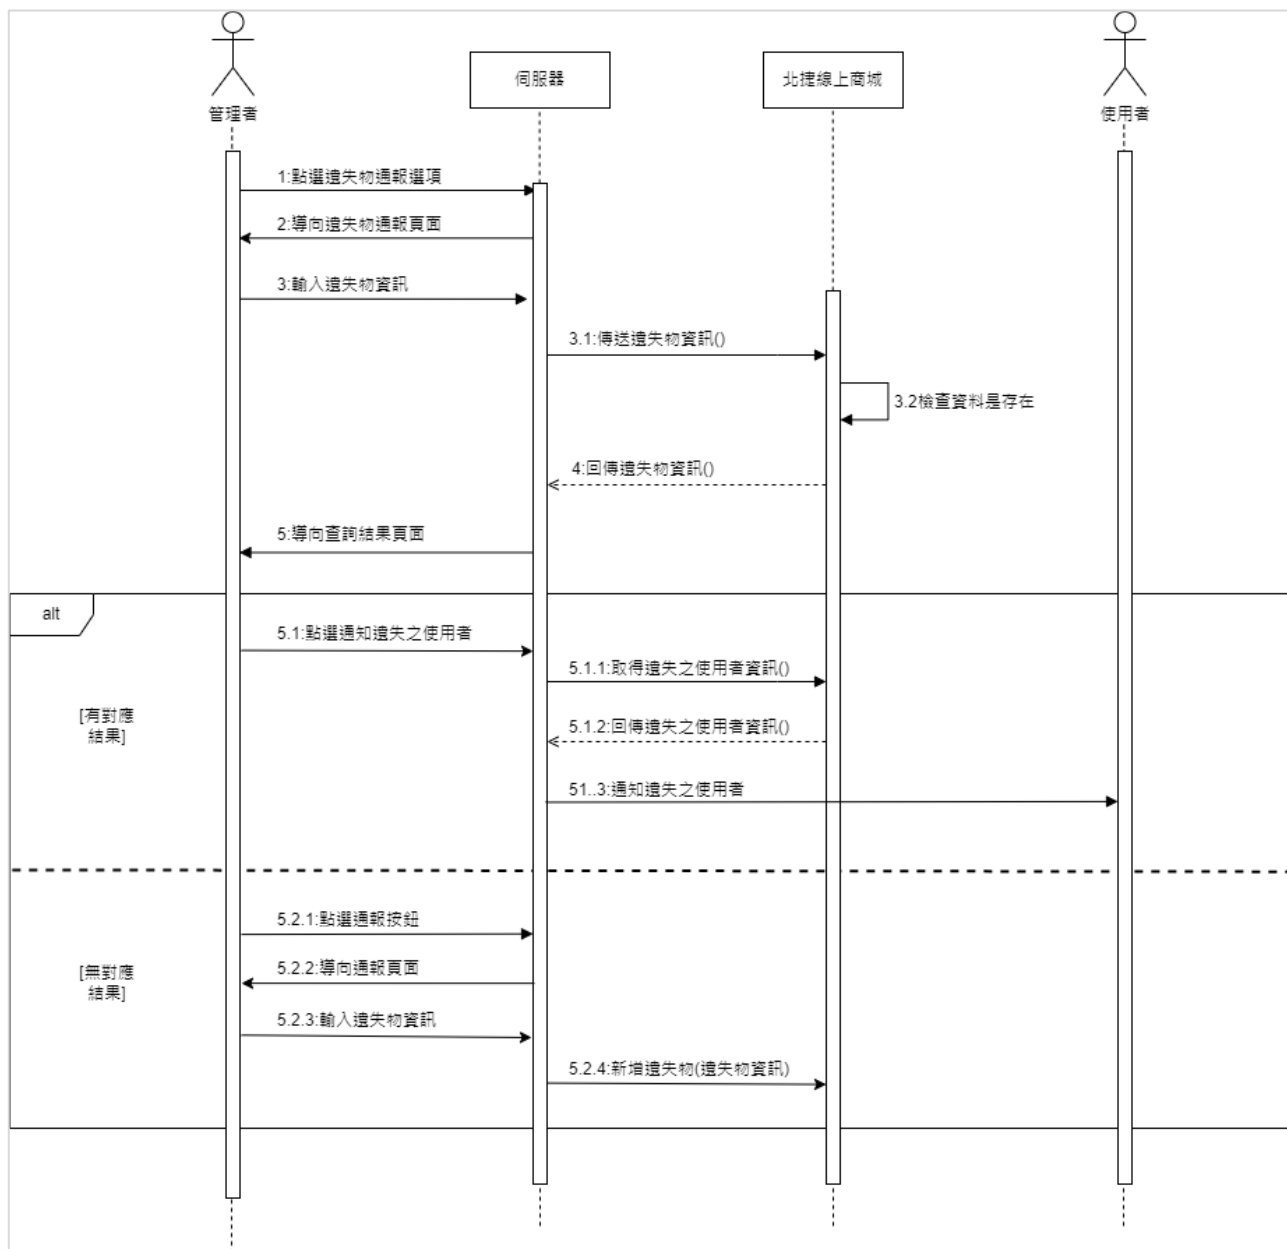 管理者
伺服器
北捷線上商城
使用者
1:點選遺失物通報選項
2:導向遺失物通報頁面
3:輸入遺失物資訊
3.1:傳送遺失物資訊()
3.2檢查資料是存在
4:回傳遺失物資訊()
5:導向查詢結果頁面
alt
5.1:點選通知遺失之使用者
5.1.1:取得遺失之使用者資訊()
[有對應
結果]
5.1.2:回傳遺失之使用者資訊()
51..3:通知遺失之使用者
5.2.1:點選通報按鈕
5.2.2:導向通報頁面
[無對應
結果]
5.2.3:輸入遺失物資訊
5.2.4:新增遺失物(遺失物資訊)